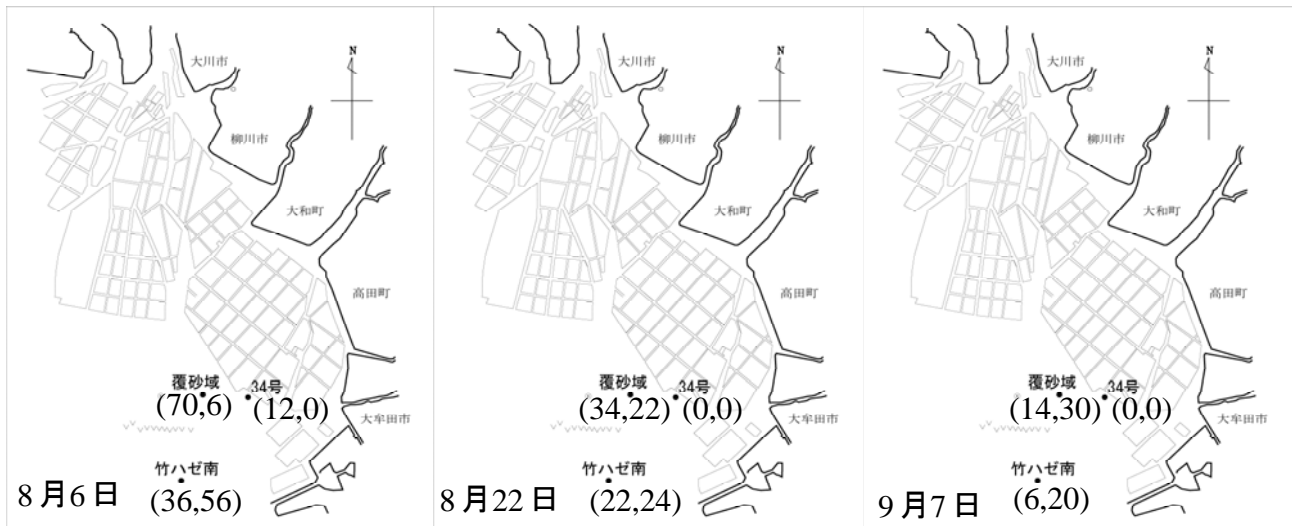 大川市
N
柳川市
大和町
高田町
覆砂域
34号
(70,6)
(12,0)
大牟田市
竹ハゼ南
8月6日
(36,56)
大川市
N
柳川市
大和町
高田町
覆砂域
34号
(34,22)
(0,0)
大牟田市
竹ハゼ南
8月22日
(22,24)
大川市
N
柳川市
大和町
高田町
覆砂域
34号
(14,30)
(0,0)
大牟田市
竹ハゼ南
9月7日
(6,20)